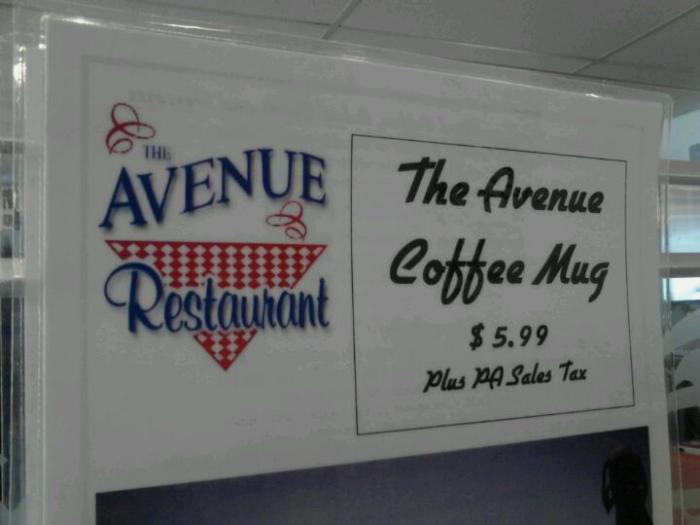 THE
AVENUE
Restaurant
The Avenue
Coffee Mug
$5.99
Plus PA Sales Tax